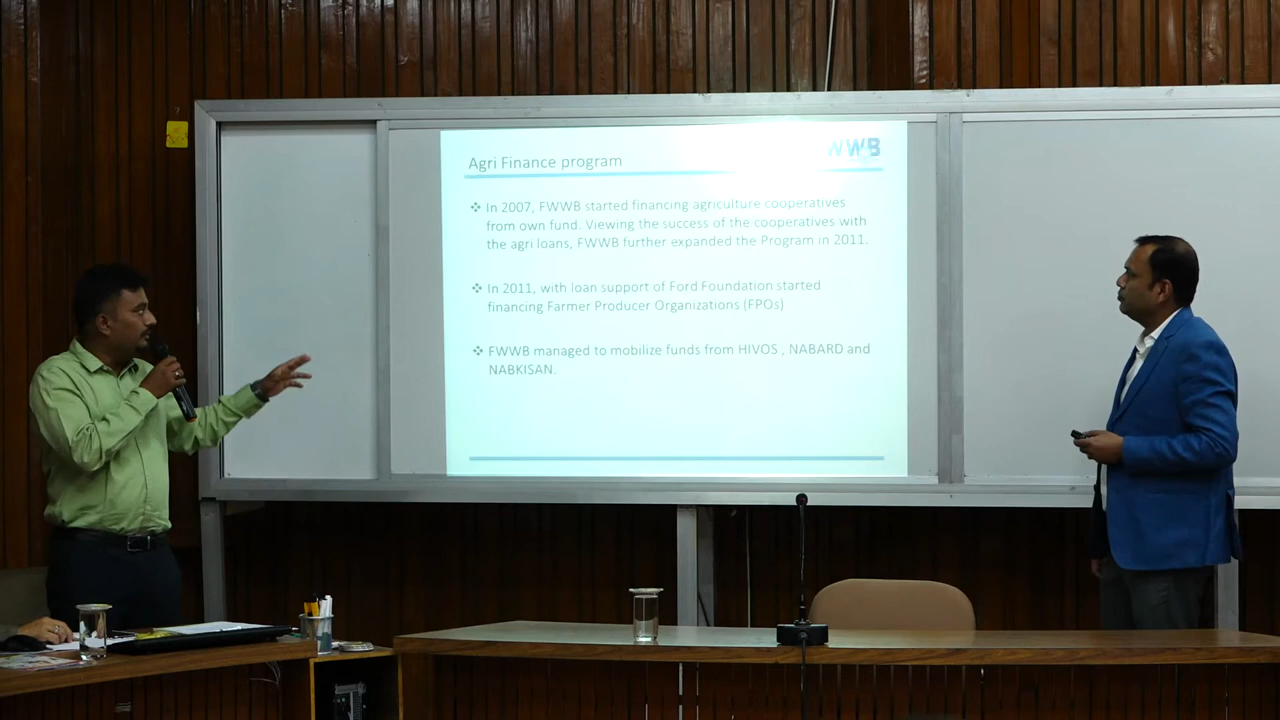 Agri Finance program
WWB
❖ In 2007, FWWB started financing agriculture cooperatives
from own fund. Viewing the success of the cooperatives with
the agri loans, FWWB further expanded the Program in 2011.
❖ In 2011, with loan support of Ford Foundation started
financing Farmer Producer Organizations (FPOs)
❖ FWWB managed to mobilize funds from HIVOS , NABARD and
NABKISAN.